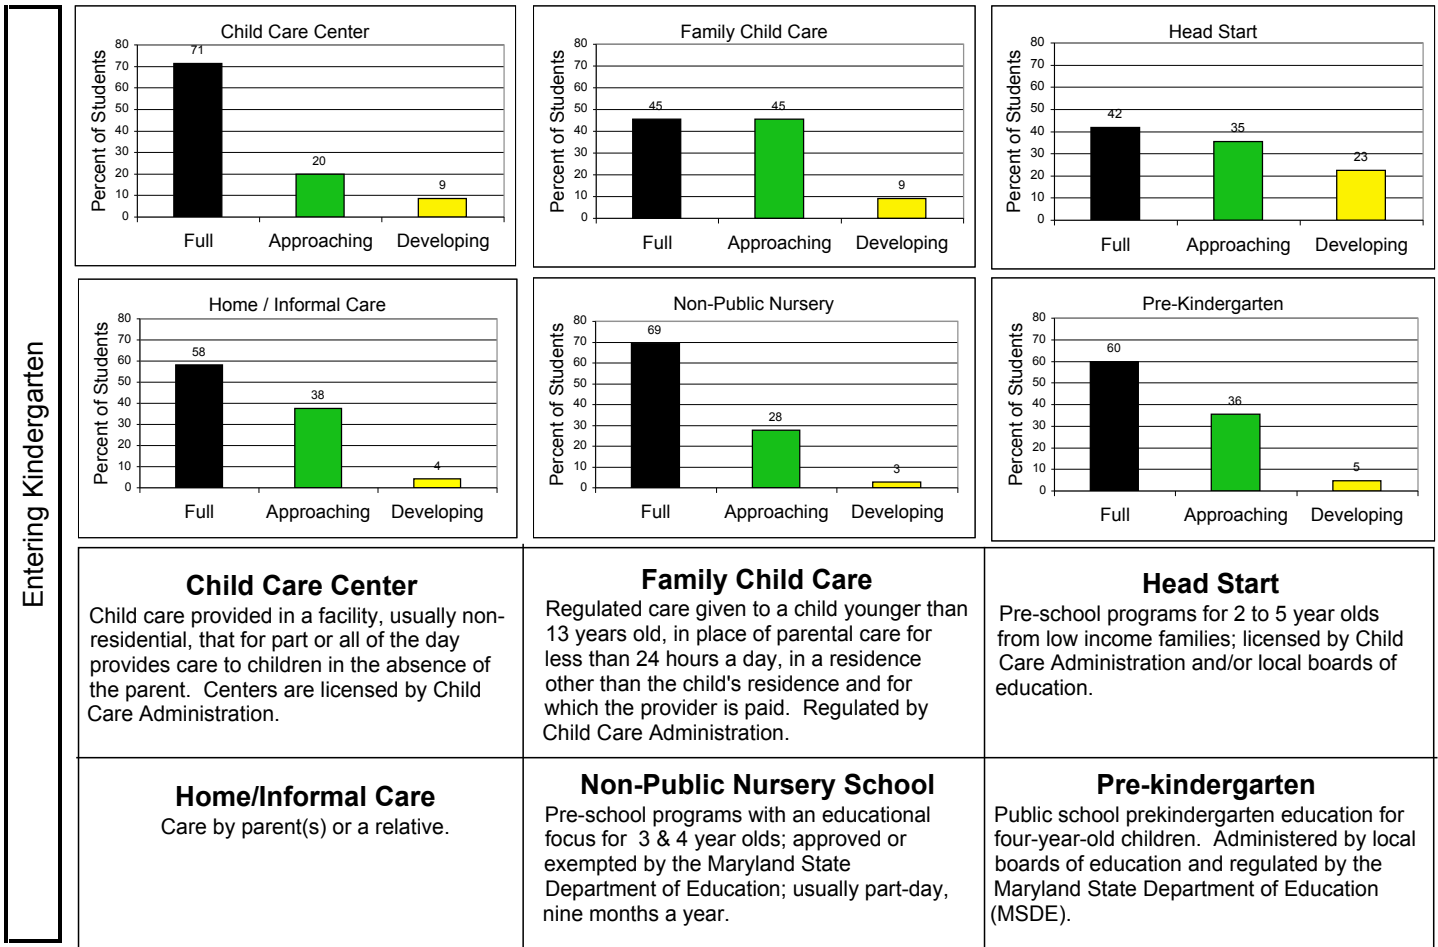 Entering Kindergarten
Child Care Center
Percent of Students
80
70
60
50
40
30
20
10
0
71
20
9
Full Approaching Developing
Family Child Care
Percent of Students
80
70
60
50
40
30
20
10
0
45
45
9
Full Approaching Developing
Head Start
Percent of Students
80
70
60
50
40
30
20
10
0
42
35
23
Full Approaching Developing
Home / Informal Care
Percent of Students
80
70
60
50
40
30
20
10
0
58
38
4
Full Approaching Developing
Non-Public Nursery
Percent of Students
80
70
60
50
40
30
20
10
0
69
28
3
Full Approaching Developing
Pre-Kindergarten
Percent of Students
80
70
60
50
40
30
20
10
0
60
36
5
Full Approaching Developing
Child Care Center
Child care provided in a facility, usually non-
residential, that for part or all of the day
provides care to children in the absence of
the parent.  Centers are licensed by Child
Care Administration.
Family Child Care
Regulated care given to a child younger than
13 years old, in place of parental care for
less than 24 hours a day, in a residence
other than the child's residence and for
which the provider is paid.  Regulated by
Child Care Administration.
Head Start
Pre-school programs for 2 to 5 year olds
from low income families; licensed by Child
Care Administration and/or local boards of
education.
Home/Informal Care
Care by parent(s) or a relative.
Non-Public Nursery School
Pre-school programs with an educational
focus for  3 & 4 year olds; approved or
exempted by the Maryland State
Department of Education; usually part-day,
nine months a year.
Pre-kindergarten
Public school prekindergarten education for
four-year-old children.  Administered by local
boards of education and regulated by the
Maryland State Department of Education
(MSDE).